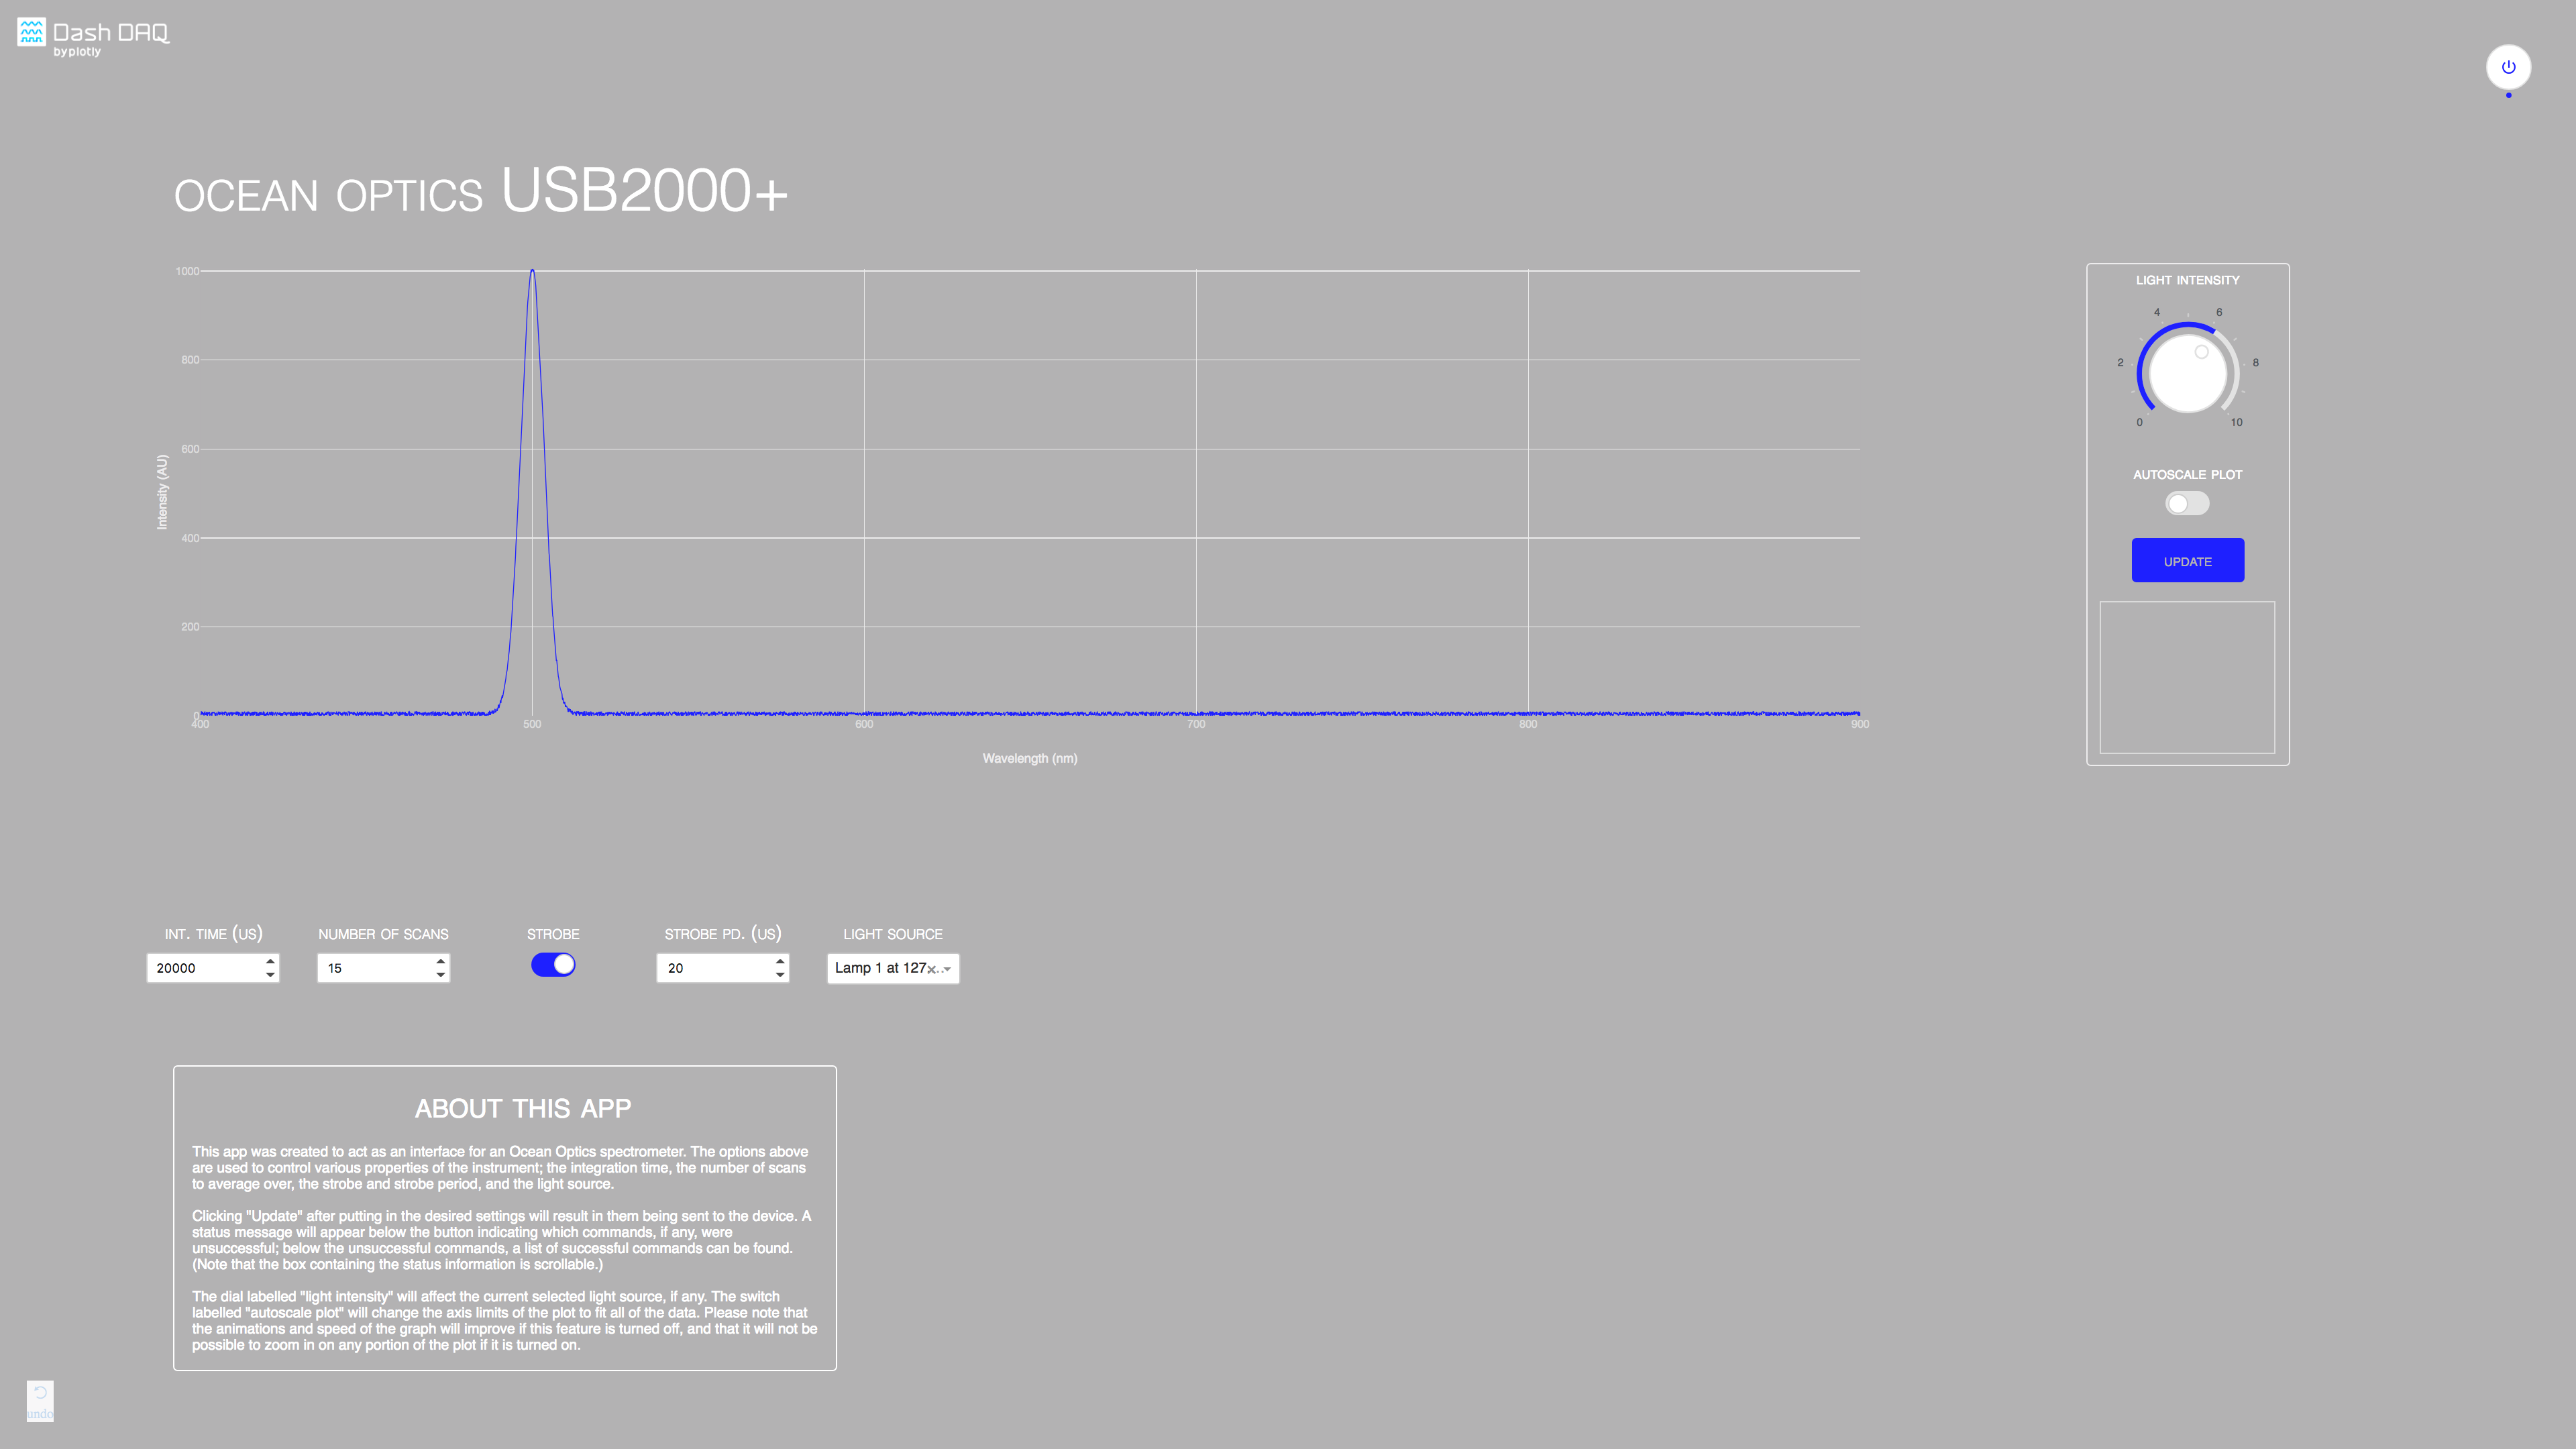 Dash DAQ
by plotly
OCEAN OPTICS USB2000+
1000
800
600
400
200
0
Intensity (AU)
400
500
600
700
800
900
Wavelength (nm)
LIGHT INTENSITY
0
2
4
6
8
10
AUTOSCALE PLOT
UPDATE
INT. TIME (US)
NUMBER OF SCANS
STROBE
STROBE PD. (US)
LIGHT SOURCE
20000
15
20
Lamp 1 at 127...
ABOUT THIS APP
This app was created to act as an interface for an Ocean Optics spectrometer. The options above
are used to control various properties of the instrument; the integration time, the number of scans
to average over, the strobe and strobe period, and the light source.
Clicking "Update" after putting in the desired settings will result in them being sent to the device. A
status message will appear below the button indicating which commands, if any, were
unsuccessful; below the unsuccessful commands, a list of successful commands can be found.
(Note that the box containing the status information is scrollable.)
The dial labelled "light intensity" will affect the current selected light source, if any. The switch
labelled "autoscale plot" will change the axis limits of the plot to fit all of the data. Please note that
the animations and speed of the graph will improve if this feature is turned off, and that it will not be
possible to zoom in on any portion of the plot if it is turned on.
undo